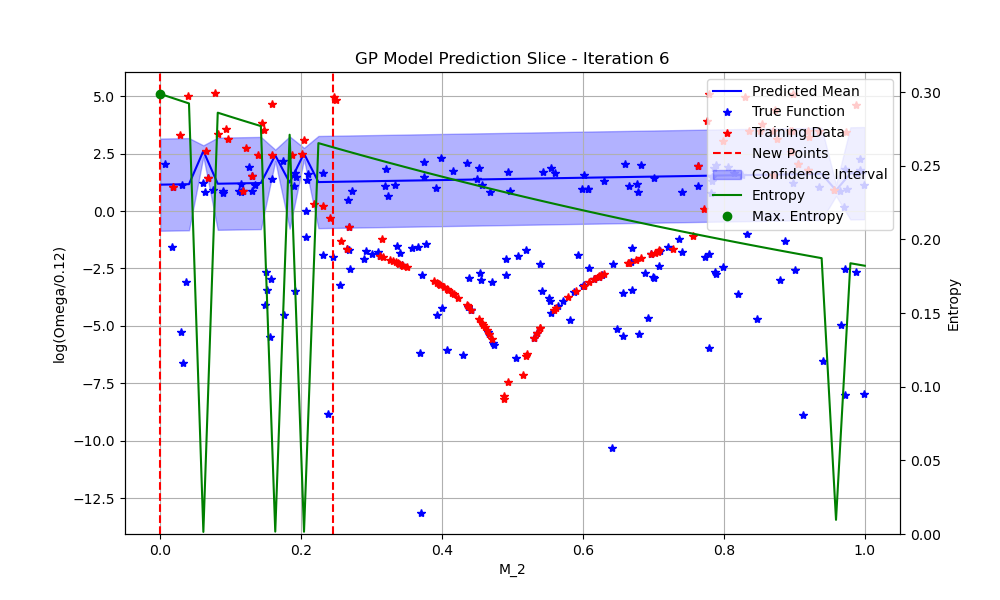 GP Model Prediction Slice - Iteration 6
log(Omega/0.12)
5.0
2.5
0.0
−2.5
−5.0
−7.5
−10.0
−12.5
Predicted Mean
True Function
Training Data
New Points
Confidence Interval
Entropy
Max. Entropy
0.30
0.25
0.20
0.15
0.10
0.05
0.00
Entropy
0.0 0.2 0.4 0.6 0.8 1.0
M_2